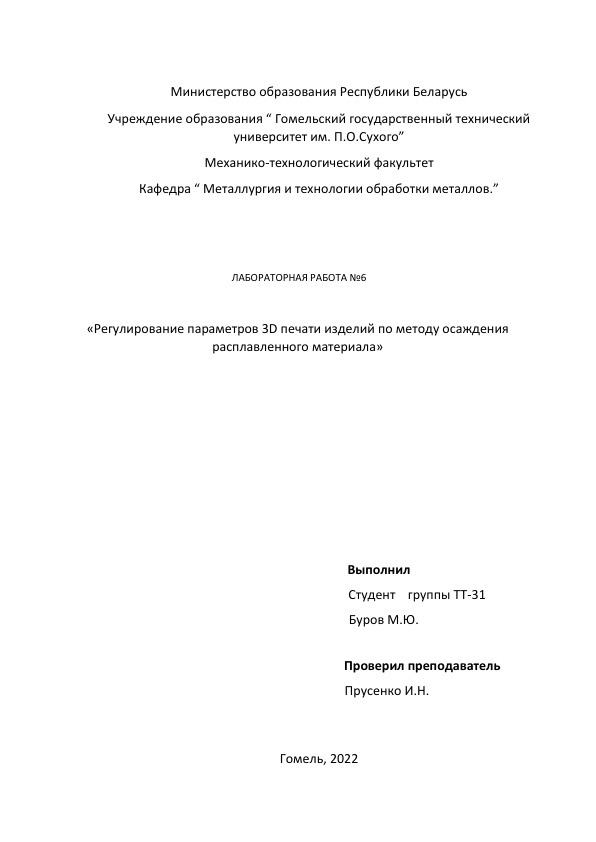 Министерство образования Республики Беларусь
Учреждение образования “ Гомельский государственный технический
университет им. П.О.Сухого”
Механико-технологический факультет
Кафедра “ Металлургия и технологии обработки металлов.”
ЛАБОРАТОРНАЯ РАБОТА №6
«Регулирование параметров 3D печати изделий по методу осаждения
расплавленного материала»
Выполнил
Студент группы ТТ-31
Буров М.Ю.
Проверил преподаватель
Прусенко И.Н.
Гомель, 2022